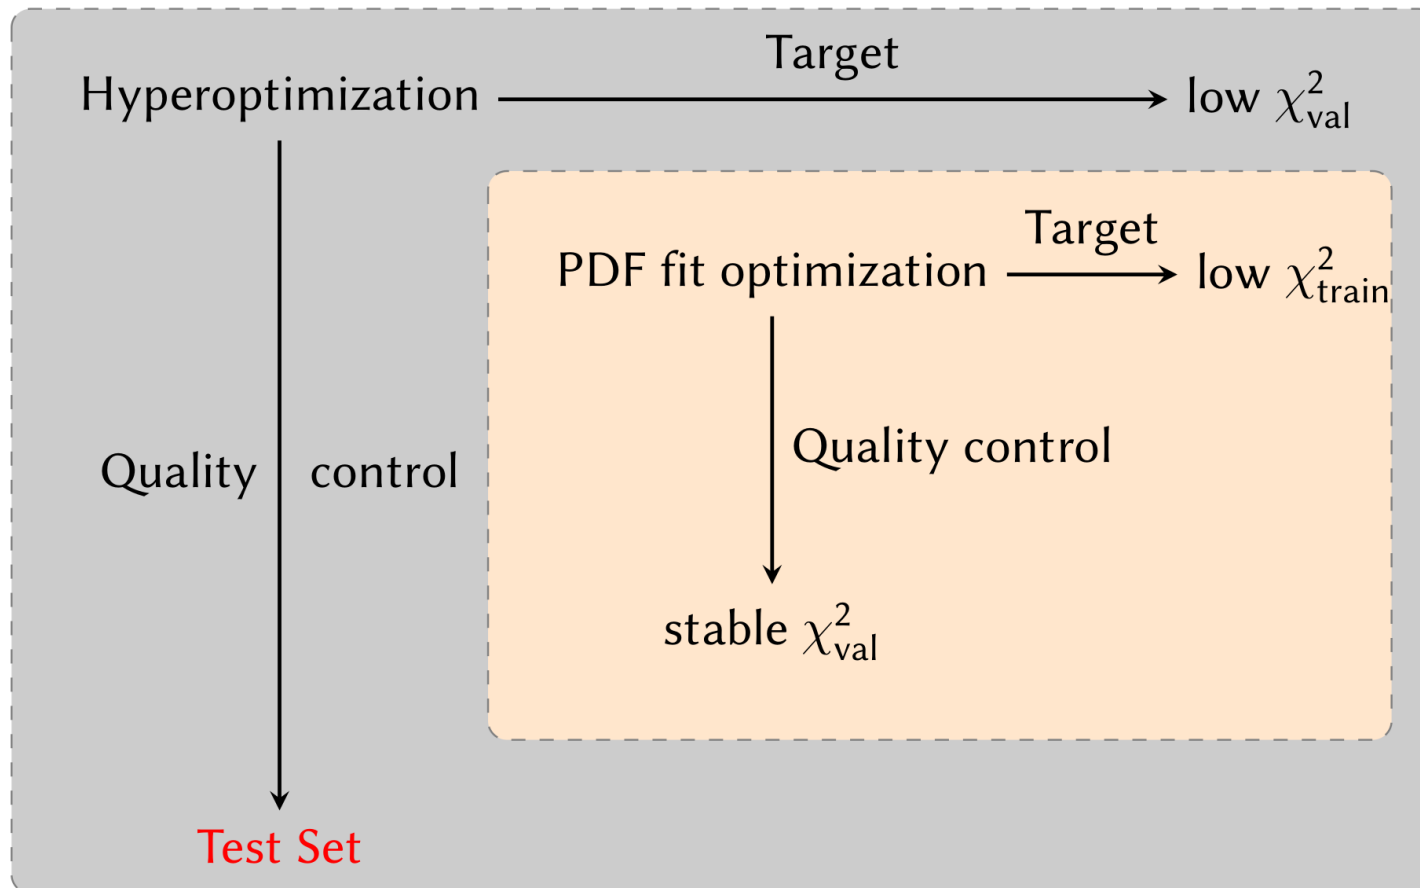 Target
Hyperoptimization
low χ²val
Target
PDF fit optimization
low χ²train
Quality control
Quality control
stable χ²val
Test Set